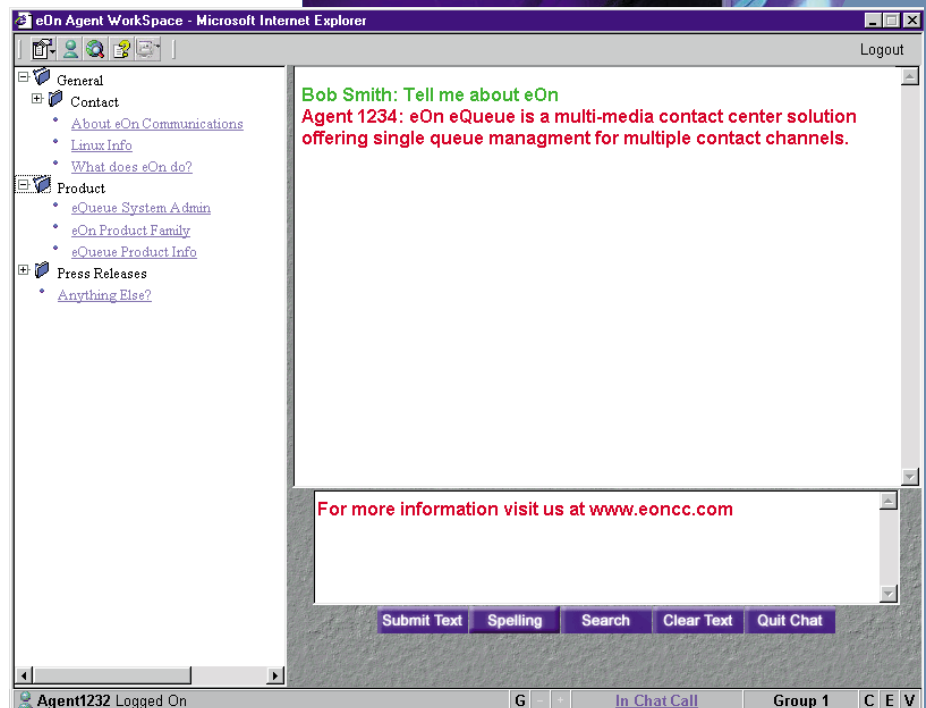 eOn Agent WorkSpace - Microsoft Internet Explorer
Logout
General
Contact
About eOn Communications
Linux Info
What does eOn do?
Product
eQueue System Admin
eOn Product Family
eQueue Product Info
Press Releases
Anything Else?
Bob Smith: Tell me about eOn
Agent 1234: eOn eQueue is a multi-media contact center solution
offering single queue managment for multiple contact channels.
For more information visit us at www.eoncc.com
Submit Text Spelling Search Clear Text Quit Chat
Agent1232 Logged On G - + In Chat Call Group 1 C E V